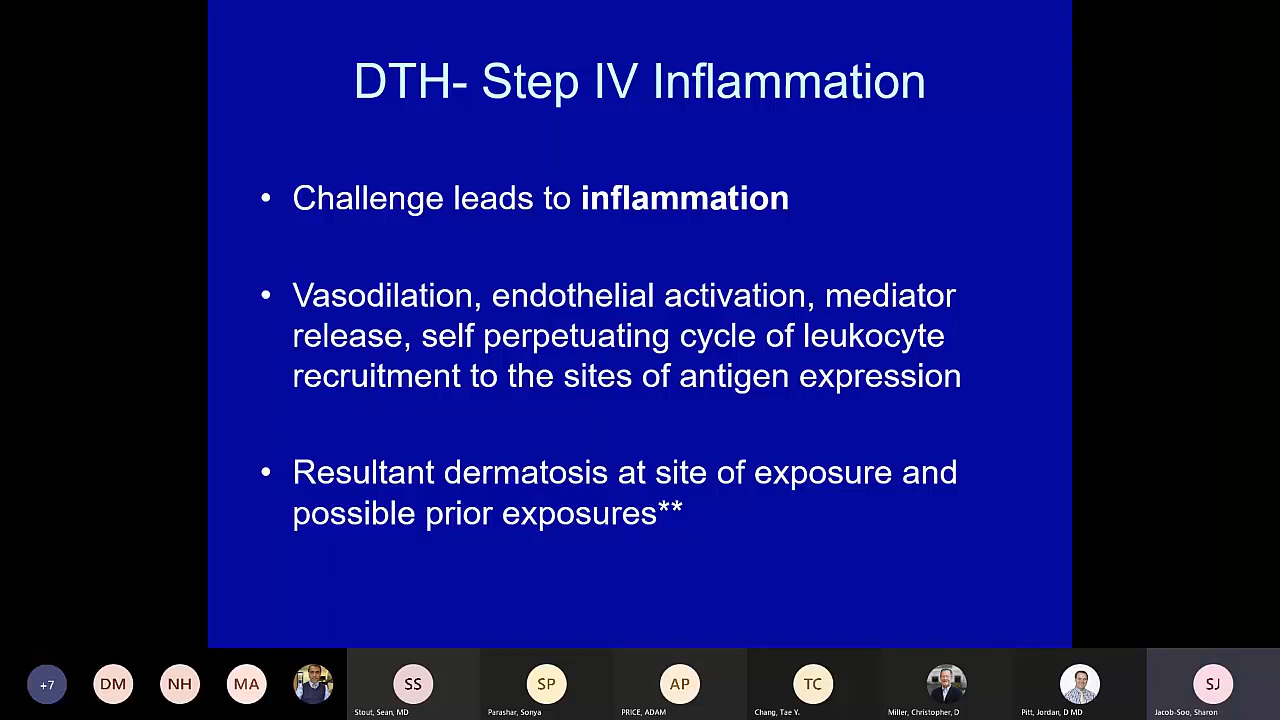 DTH- Step IV Inflammation
• Challenge leads to inflammation
• Vasodilation, endothelial activation, mediator
release, self perpetuating cycle of leukocyte
recruitment to the sites of antigen expression
• Resultant dermatosis at site of exposure and
possible prior exposures**
+7
DM
NH
MA
SS
SP
AP
TC
SJ
Stout, Sean, MD
Parashar, Sonya
PRICE, ADAM
Chang, Tae Y.
Miller, Christopher, D
Pitt, Jordan, D MD
Jacob-Soo, Sharon